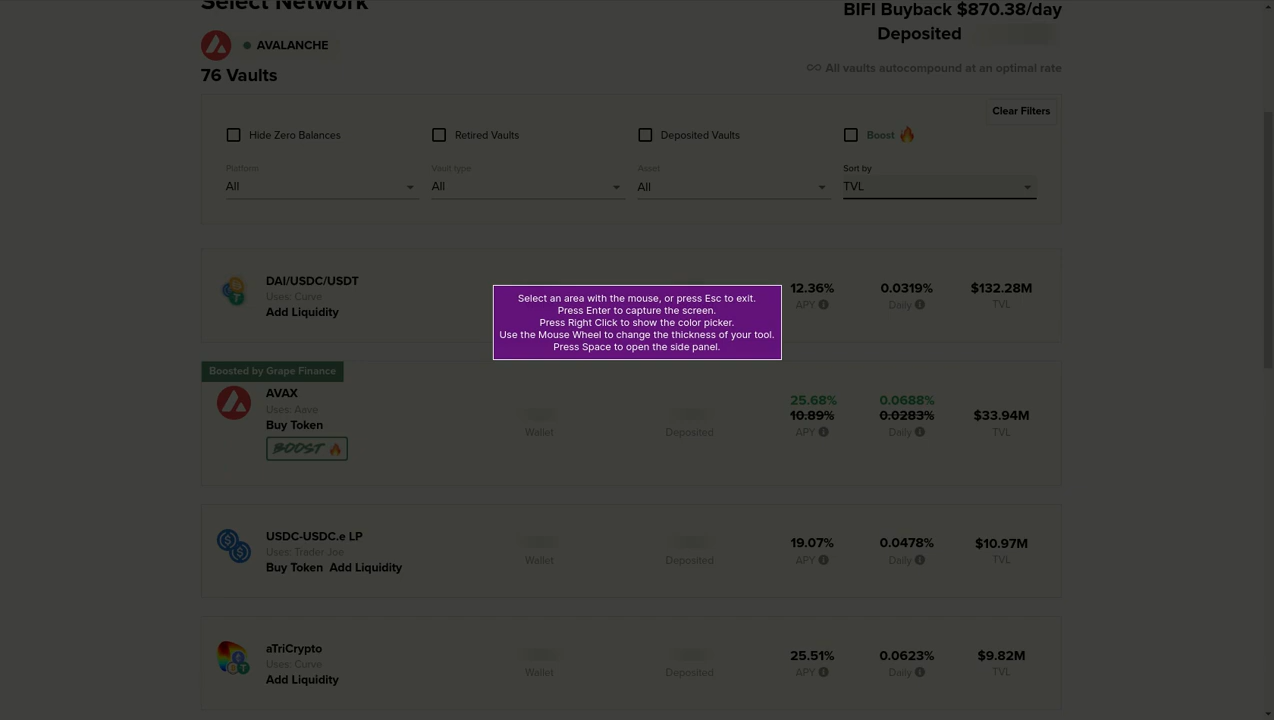 Select Network
BIFI Buyback $870.38/day
Deposited
AVALANCHE
76 Vaults
All vaults autocompound at an optimal rate
Clear Filters
Hide Zero Balances
Retired Vaults
Deposited Vaults
Boost
Platform
All
Vault type
All
Asset
All
Sort by
TVL
DAI/USDC/USDT
Uses: Curve
Add Liquidity
12.36%
APY
0.0319%
Daily
$132.28M
TVL
Select an area with the mouse, or press Esc to exit.
Press Enter to capture the screen.
Press Right Click to show the color picker.
Use the Mouse Wheel to change the thickness of your tool.
Press Space to open the side panel.
Boosted by Grape Finance
AVAX
Uses: Aave
Buy Token
BOOST
Wallet
Deposited
25.68%
10.89%
APY
0.0688%
0.0283%
Daily
$33.94M
TVL
USDC-USDC.e LP
Uses: Trader Joe
Buy Token Add Liquidity
Wallet
Deposited
19.07%
APY
0.0478%
Daily
$10.97M
TVL
aTriCrypto
Uses: Curve
Add Liquidity
Wallet
Deposited
25.51%
APY
0.0623%
Daily
$9.82M
TVL